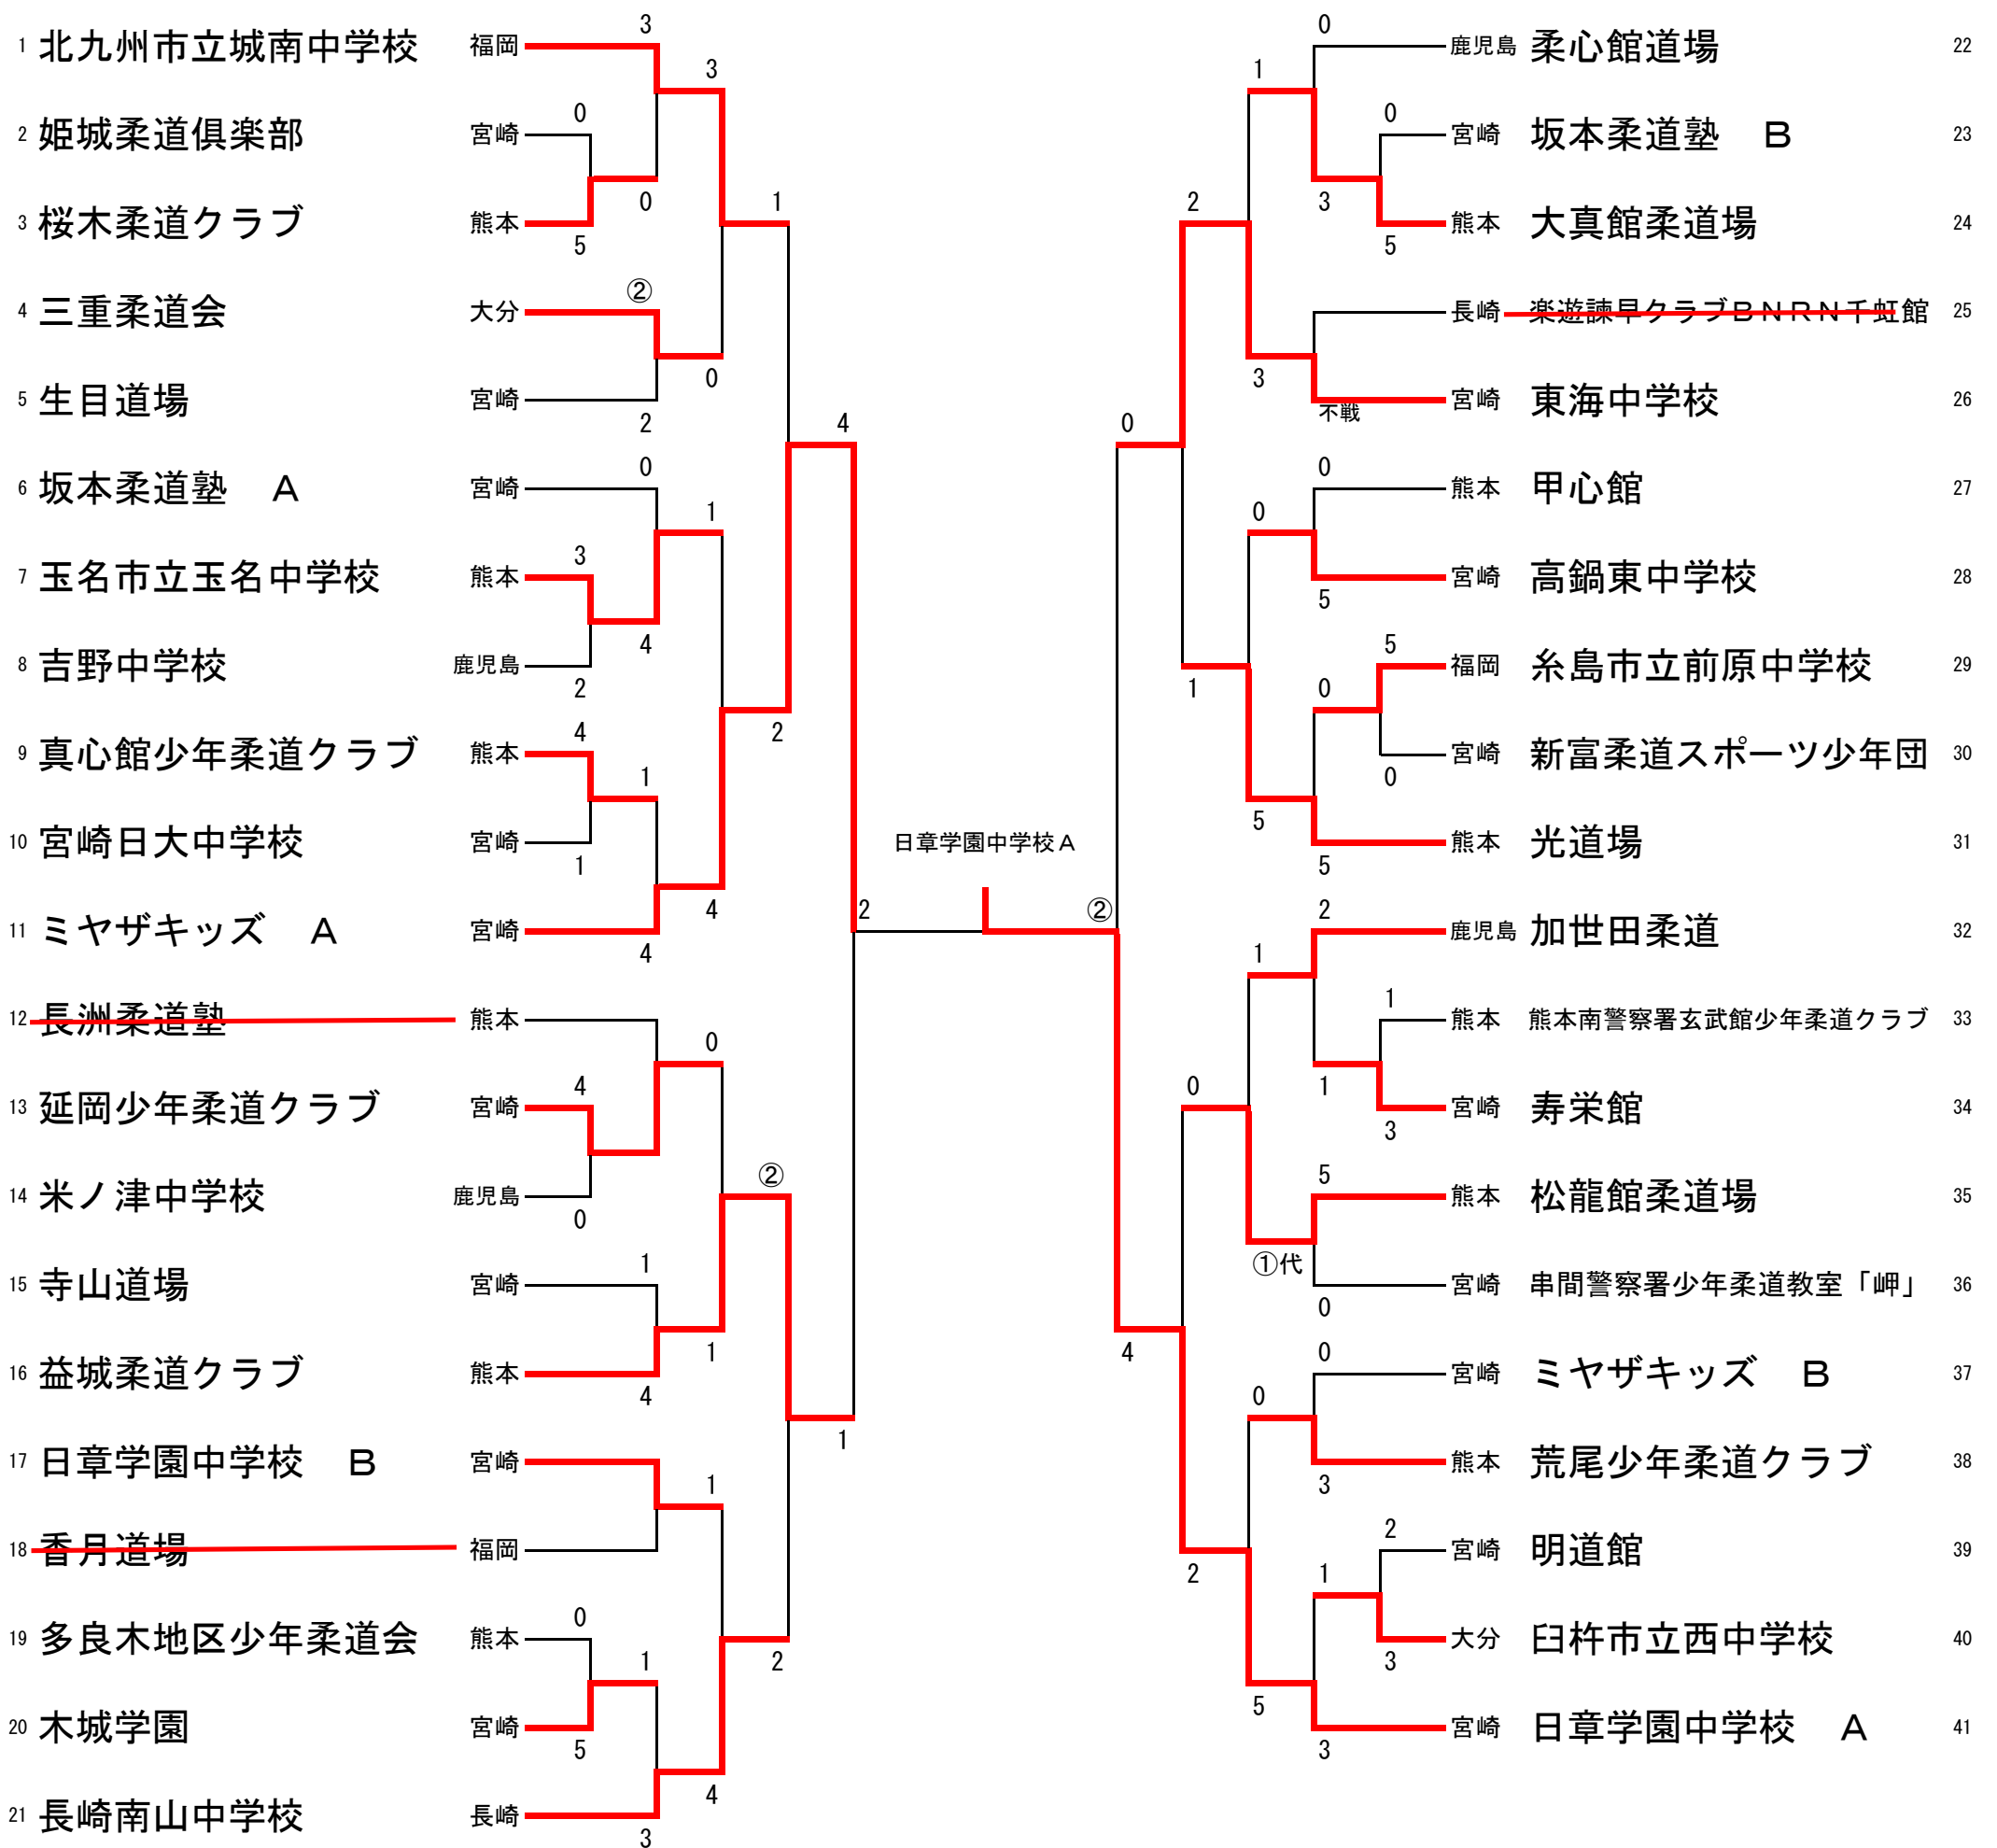 3
1 北九州市立城南中学校 福岡
3
0
2 姫城柔道倶楽部 宮崎
0
1
3 桜木柔道クラブ 熊本
5
②
4 三重柔道会 大分
0
5 生目道場 宮崎
2
4
0
6 坂本柔道塾 A 宮崎
1
3
7 玉名市立玉名中学校 熊本
4
8 吉野中学校 鹿児島
2
4
2
9 真心館少年柔道クラブ 熊本
1
10 宮崎日大中学校 宮崎
1
4
11 ミヤザキッズ A 宮崎
4
2
12 長洲柔道塾 熊本
0
4
13 延岡少年柔道クラブ 宮崎
②
14 米ノ津中学校 鹿児島
0
1
15 寺山道場 宮崎
1
16 益城柔道クラブ 熊本
4
1
17 日章学園中学校 B 宮崎
1
18 香月道場 福岡
0
19 多良木地区少年柔道会 熊本
1
2
20 木城学園 宮崎
5
4
21 長崎南山中学校 長崎
3
日章学園中学校A
②
0
鹿児島 柔心館道場 22
1
0
宮崎 坂本柔道塾 B 23
2
3
熊本 大真館柔道場 24
5
長崎 楽遊諫早クラブBNRN千虹館 25
3
宮崎 東海中学校 26
不戦
0
0
熊本 甲心館 27
0
宮崎 高鍋東中学校 28
5
5
福岡 糸島市立前原中学校 29
1
0
宮崎 新富柔道スポーツ少年団 30
0
5
熊本 光道場 31
5
2
鹿児島 加世田柔道 32
1
1
熊本 熊本南警察署玄武館少年柔道クラブ 33
0
1
宮崎 寿栄館 34
3
5
熊本 松龍館柔道場 35
①代
宮崎 串間警察署少年柔道教室「岬」 36
0
4
0
宮崎 ミヤザキッズ B 37
0
熊本 荒尾少年柔道クラブ 38
3
2
宮崎 明道館 39
2
1
大分 臼杵市立西中学校 40
3
5
宮崎 日章学園中学校 A 41
3